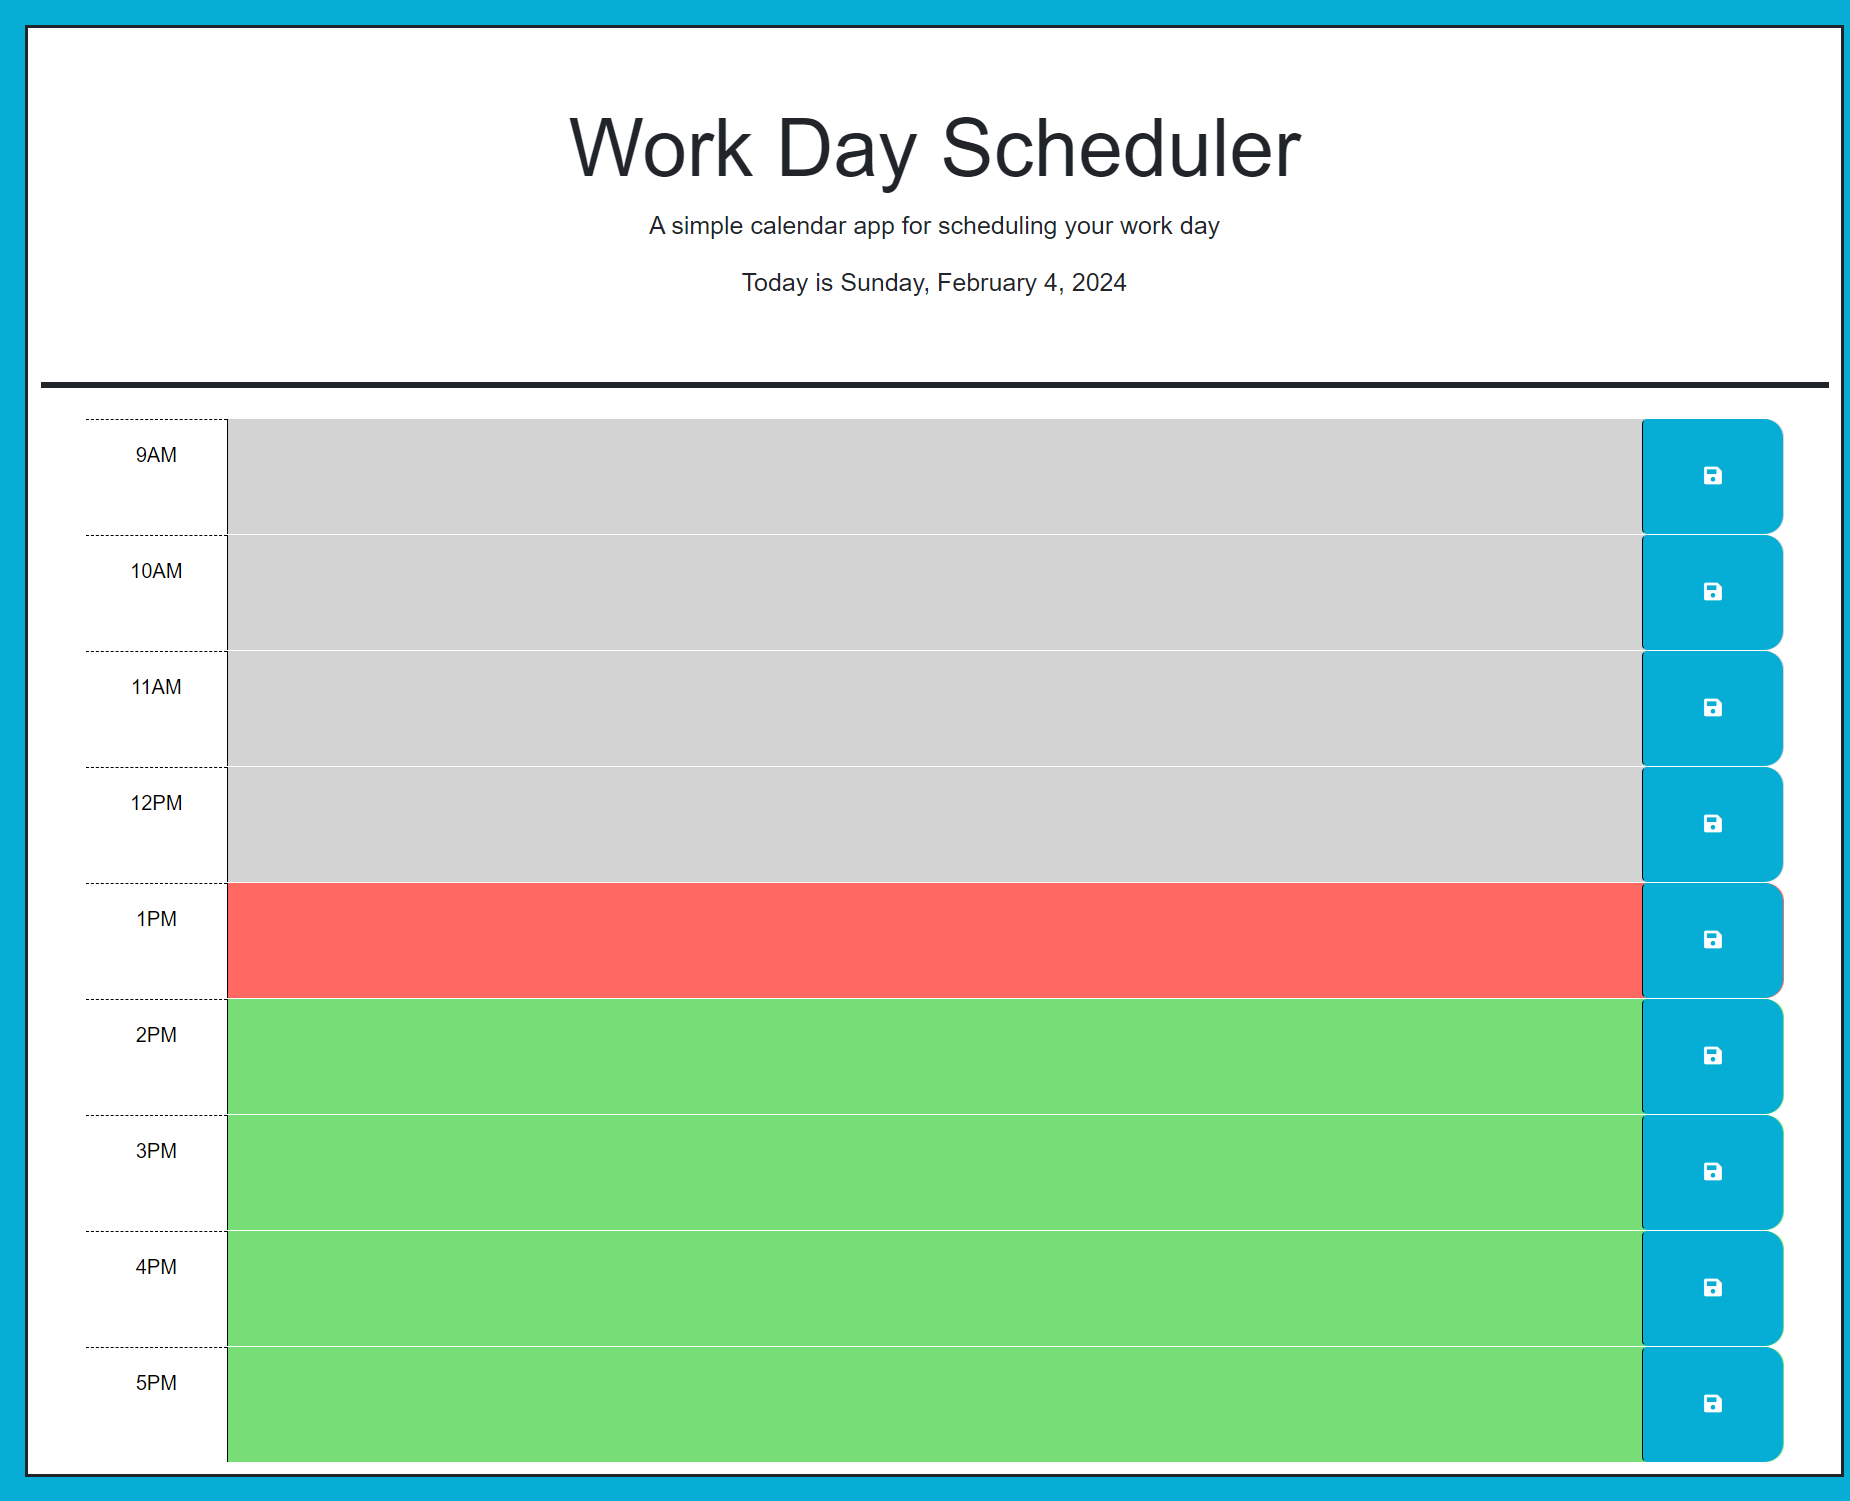 Work Day Scheduler
A simple calendar app for scheduling your work day
Today is Sunday, February 4, 2024
9AM
10AM
11AM
12PM
1PM
2PM
3PM
4PM
5PM